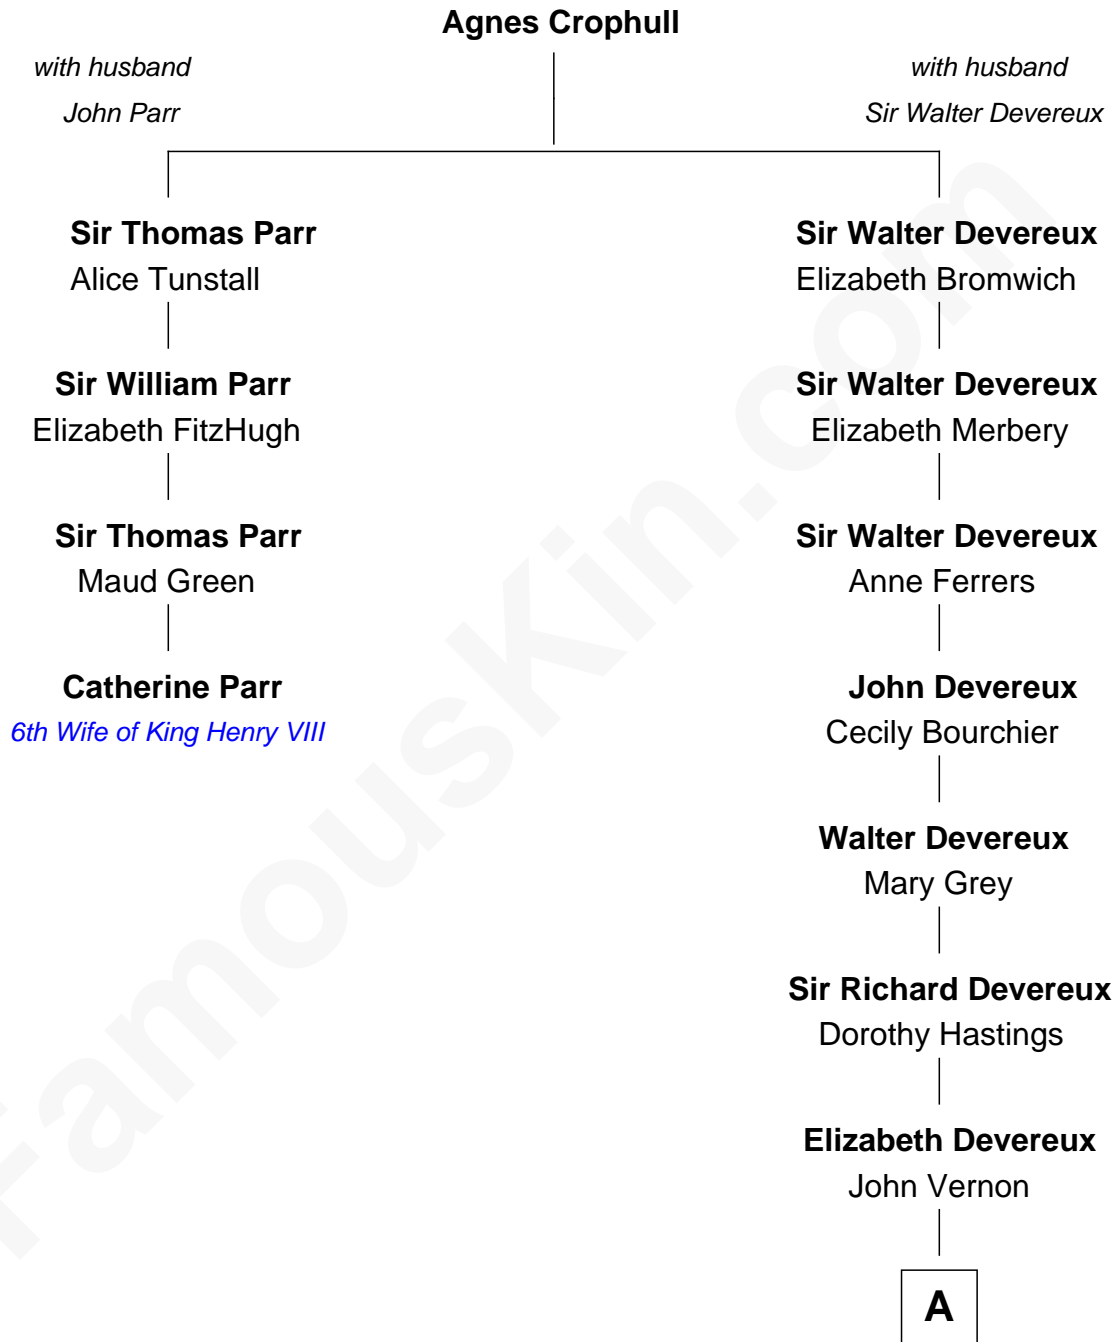 Agnes Crophull
with husband
John Parr
with husband
Sir Walter Devereux
Sir Thomas Parr
Alice Tunstall
Sir William Parr
Elizabeth FitzHugh
Sir Thomas Parr
Maud Green
Catherine Parr
6th Wife of King Henry VIII
Sir Walter Devereux
Elizabeth Bromwich
Sir Walter Devereux
Elizabeth Merbery
Sir Walter Devereux
Anne Ferrers
John Devereux
Cecily Bourchier
Walter Devereux
Mary Grey
Sir Richard Devereux
Dorothy Hastings
Elizabeth Devereux
John Vernon
A
FamousKin.com